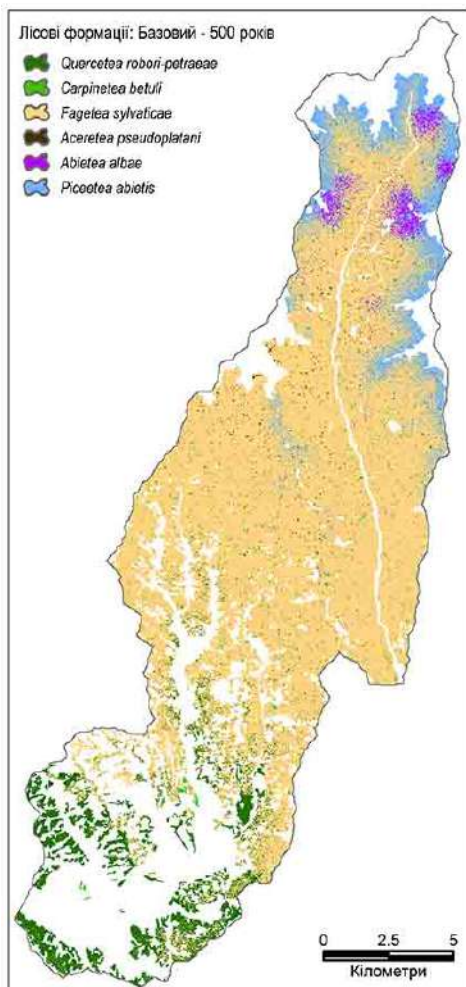 Лісові формації: Базовий - 500 років
Quercetea robori-petraeae
Carpinetea betuli
Fagetea sylvaticae
Aceretea pseudoplatani
Abietea albae
Piceetea abietis
0 2.5 5
Кілометри